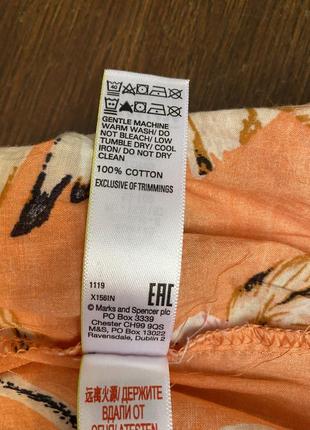 40
GENTLE MACHINE
WARM WASH/ DO
NOT BLEACH/ LOW
TUMBLE DRY/ COOL
IRON/ DO NOT DRY
CLEAN
100% COTTON
EXCLUSIVE OF TRIMMINGS
1119
X156IN
EAC
© Marks and Spencer plc
PO Box 3339
Chester CH99 9QS
M&S, PO Box 13022
Ravensdale, Dublin 2
远离火源/ ДЕРЖИТЕ
ВДАЛИ ОТ